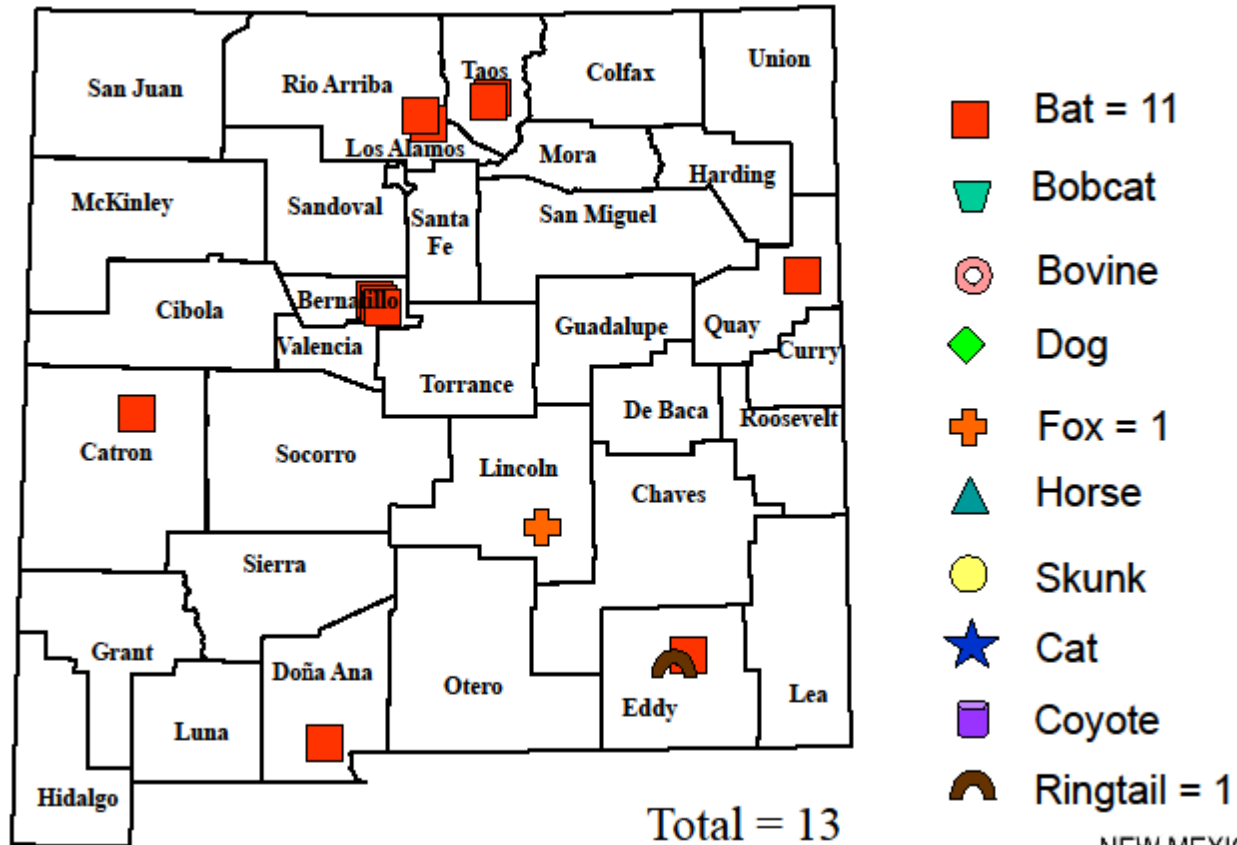 San Juan
Rio Arriba
Taos
Colfax
Union
Los Alamos
Mora
Harding
McKinley
Sandoval
Santa
Fe
San Miguel
Cibola
Bernalillo
Valencia
Torrance
Guadalupe
Quay
Curry
De Baca
Roosevelt
Catron
Socorro
Lincoln
Chaves
Sierra
Grant
Doña Ana
Otero
Eddy
Lea
Luna
Hidalgo
Total = 13
Bat = 11
Bobcat
Bovine
Dog
Fox = 1
Horse
Skunk
Cat
Coyote
Ringtail = 1